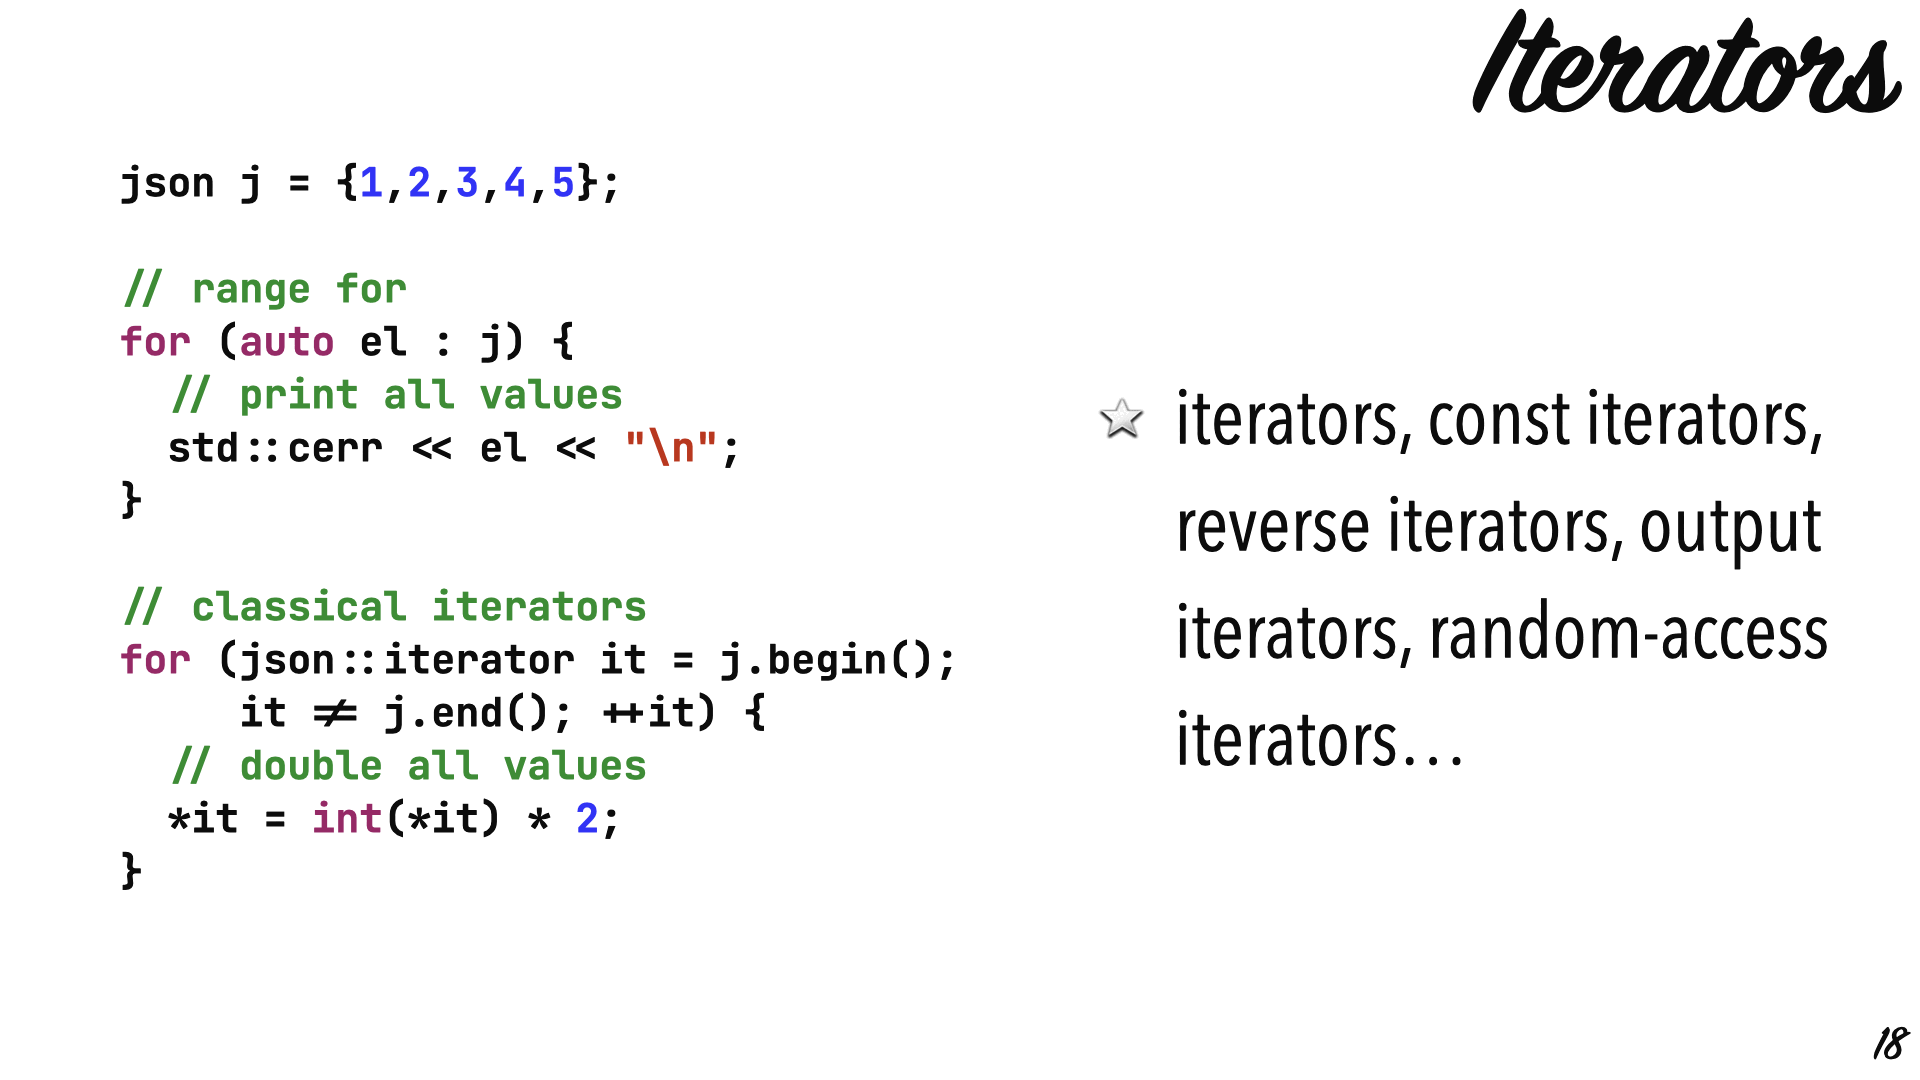 Iterators
json j = {1,2,3,4,5};
// range for
for (auto el : j) {
  // print all values
  std::cerr << el << "\n";
}
// classical iterators
for (json::iterator it = j.begin();
     it != j.end(); ++it) {
  // double all values
  *it = int(*it) * 2;
}
iterators, const iterators,
reverse iterators, output
iterators, random-access
iterators…
18